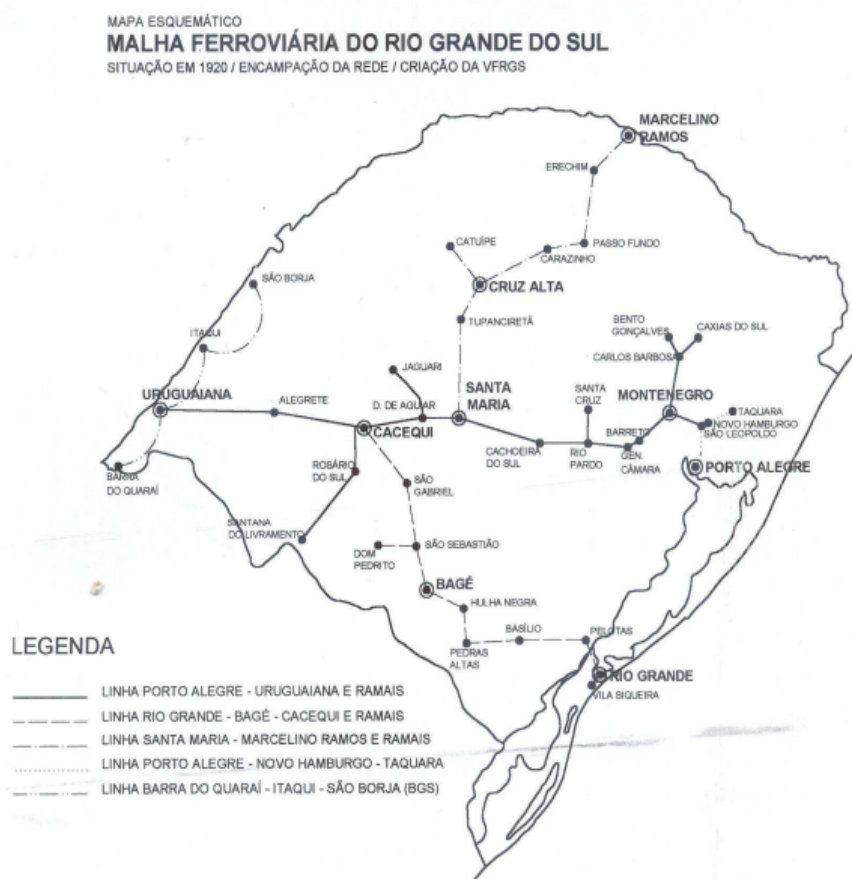 MAPA ESQUEMÁTICO
MALHA FERROVIÁRIA DO RIO GRANDE DO SUL
SITUAÇÃO EM 1920 / ENCAMPAÇÃO DA REDE / CRIAÇÃO DA VFRGS
MARCELINO
RAMOS
ERECHIM
CATUÍPE
PASSO FUNDO
CARAZINHO
SÃO BORJA
CRUZ ALTA
TUPANCIRETÃ
BENTO
GONÇALVES
CAXIAS DO SUL
ITAQUI
CARLOS BARBOSA
JAGUARI
URUGUAIANA
ALEGRETE
D. DE AGUIAR
SANTA
MARIA
SANTA
CRUZ
MONTENEGRO
TAQUARA
NOVO HAMBURGO
SÃO LEOPOLDO
CACEQUI
BARRETO
CACHOEIRA
DO SUL
RIO
PARDO
GEN.
CÂMARA
PORTO ALEGRE
BARRA
DO QUARAÍ
ROSÁRIO
DO SUL
SÃO
GABRIEL
SANTANA
DO LIVRAMENTO
DOM
PEDRITO
SÃO SEBASTIÃO
BAGÉ
HULHA NEGRA
BASÍLIO
PELOTAS
PEDRAS
ALTAS
RIO GRANDE
VILA SIQUEIRA
LEGENDA
LINHA PORTO ALEGRE - URUGUAIANA E RAMAIS
LINHA RIO GRANDE - BAGÉ - CACEQUI E RAMAIS
LINHA SANTA MARIA - MARCELINO RAMOS E RAMAIS
LINHA PORTO ALEGRE - NOVO HAMBURGO - TAQUARA
LINHA BARRA DO QUARAÍ - ITAQUI - SÃO BORJA (BGS)